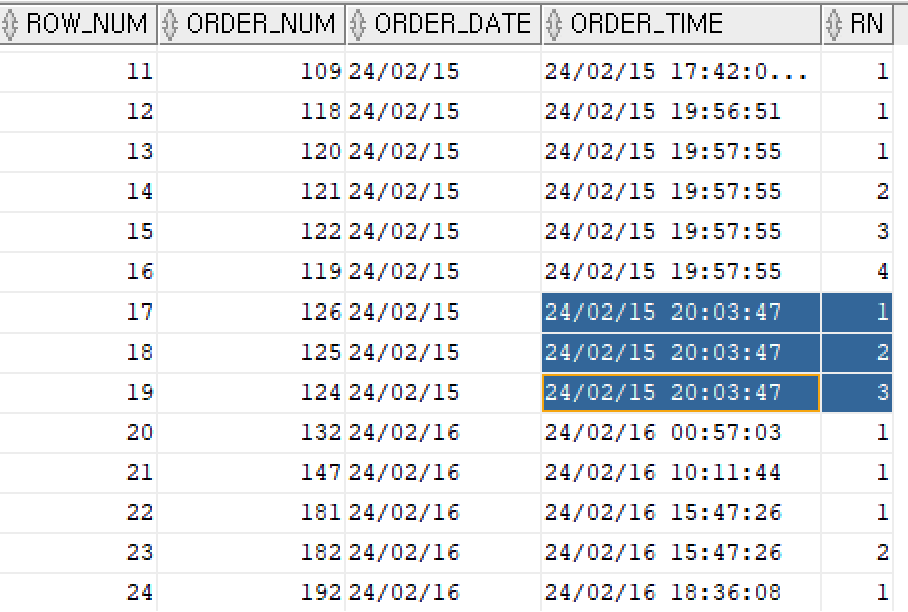 ROW_NUM ORDER_NUM ORDER_DATE ORDER_TIME RN
11 109 24/02/15 24/02/15 17:42:0... 1
12 118 24/02/15 24/02/15 19:56:51 1
13 120 24/02/15 24/02/15 19:57:55 1
14 121 24/02/15 24/02/15 19:57:55 2
15 122 24/02/15 24/02/15 19:57:55 3
16 119 24/02/15 24/02/15 19:57:55 4
17 126 24/02/15 24/02/15 20:03:47 1
18 125 24/02/15 24/02/15 20:03:47 2
19 124 24/02/15 24/02/15 20:03:47 3
20 132 24/02/16 24/02/16 00:57:03 1
21 147 24/02/16 24/02/16 10:11:44 1
22 181 24/02/16 24/02/16 15:47:26 1
23 182 24/02/16 24/02/16 15:47:26 2
24 192 24/02/16 24/02/16 18:36:08 1